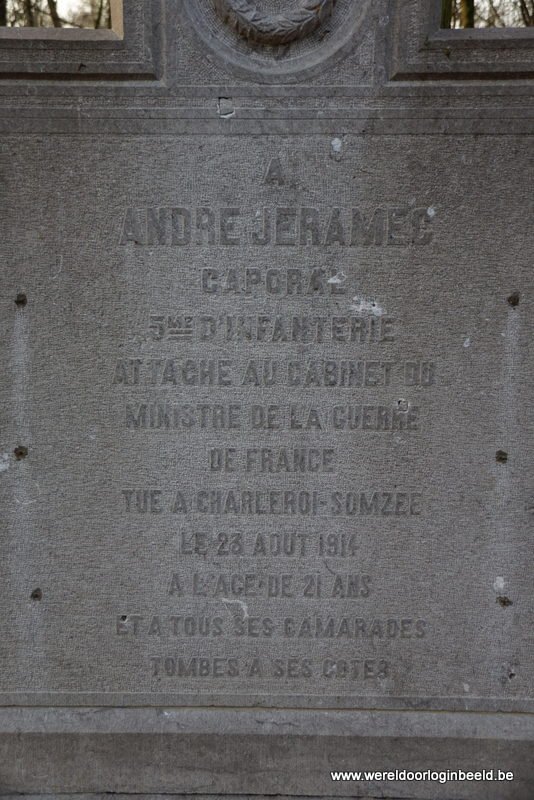 A
ANDRE JERAMEC
CAPORAL
5ME D'INFANTERIE
ATTACHE AU CABINET DU
MINISTRE DE LA GUERRE
DE FRANCE
TUE A CHARLEROI-SOMZEE
LE 23 AOUT 1914
A L'AGE DE 21 ANS
ET A TOUS SES CAMARADES
TOMBES A SES COTES
www.wereldoorloginbeeld.be